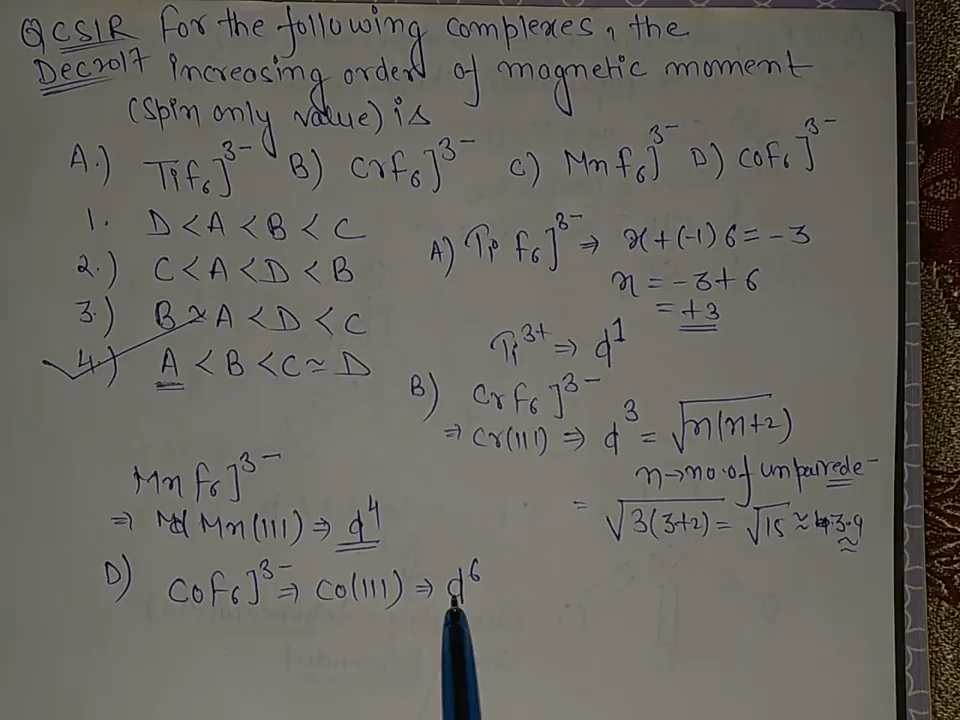 Q CSIR for the following complexes, the
Dec 2017 increasing order of magnetic moment
(spin only value) is
A.) TiF6]3- B) CrF6]3- C) MnF6]3- D) CoF6]3-
1. D < A < B < C
2.) C < A < D < B
3.) B < A < D < C
4.) A < B < C ≃ D
A) TiF6]3- ⇒ x + (-1) 6 = -3
x = -3 + 6
= +3
Ti3+ ⇒ d1
B) CrF6]3-
⇒ Cr(III) ⇒ d3 = √n(n+2)
n → no. of unpaired e-
= √3(3+2) = √15 ≈ 3.9
MnF6]3-
⇒ Mn(III) ⇒ d4
D) CoF6]3- ⇒ Co(III) ⇒ d6